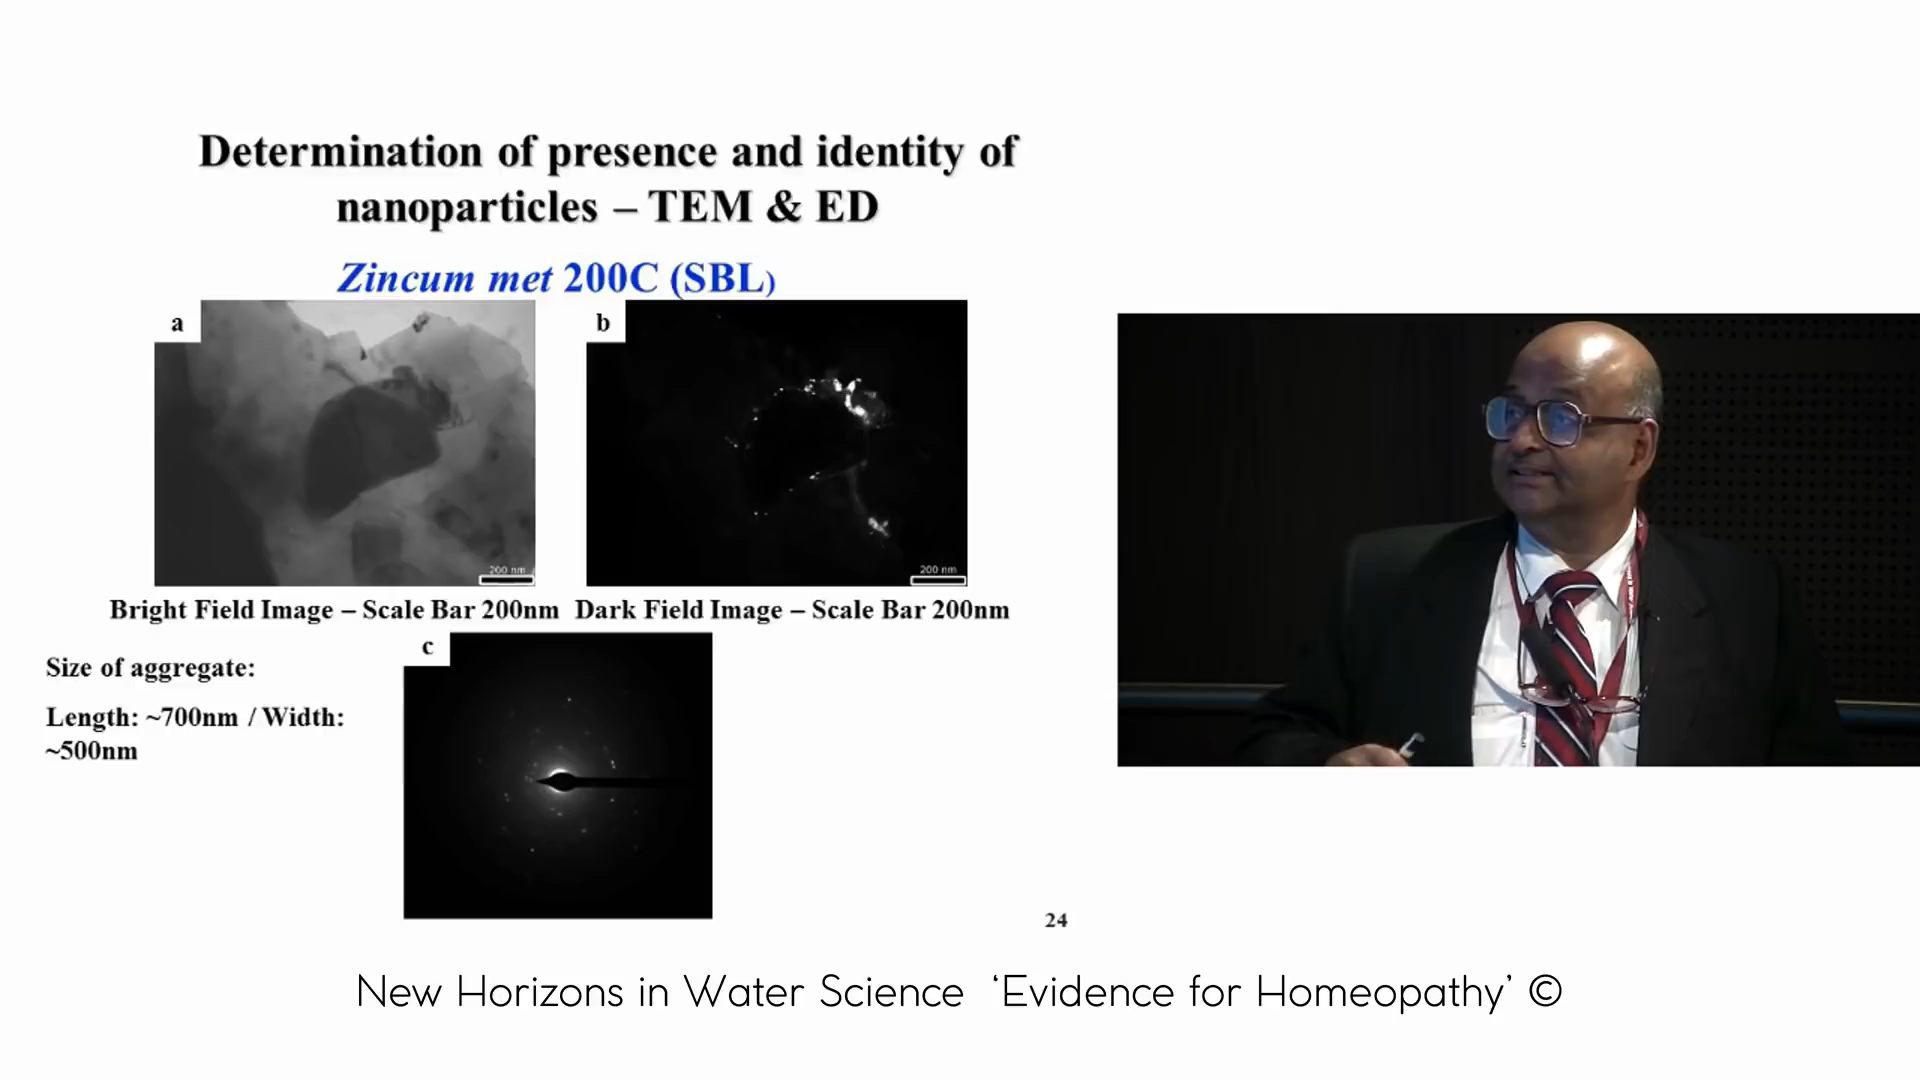 Determination of presence and identity of
nanoparticles – TEM & ED
Zincum met 200C (SBL)
a
b
200 nm
200 nm
Bright Field Image – Scale Bar 200nm
Dark Field Image – Scale Bar 200nm
c
Size of aggregate:
Length: ~700nm / Width:
~500nm
24
New Horizons in Water Science ‘Evidence for Homeopathy’ ©